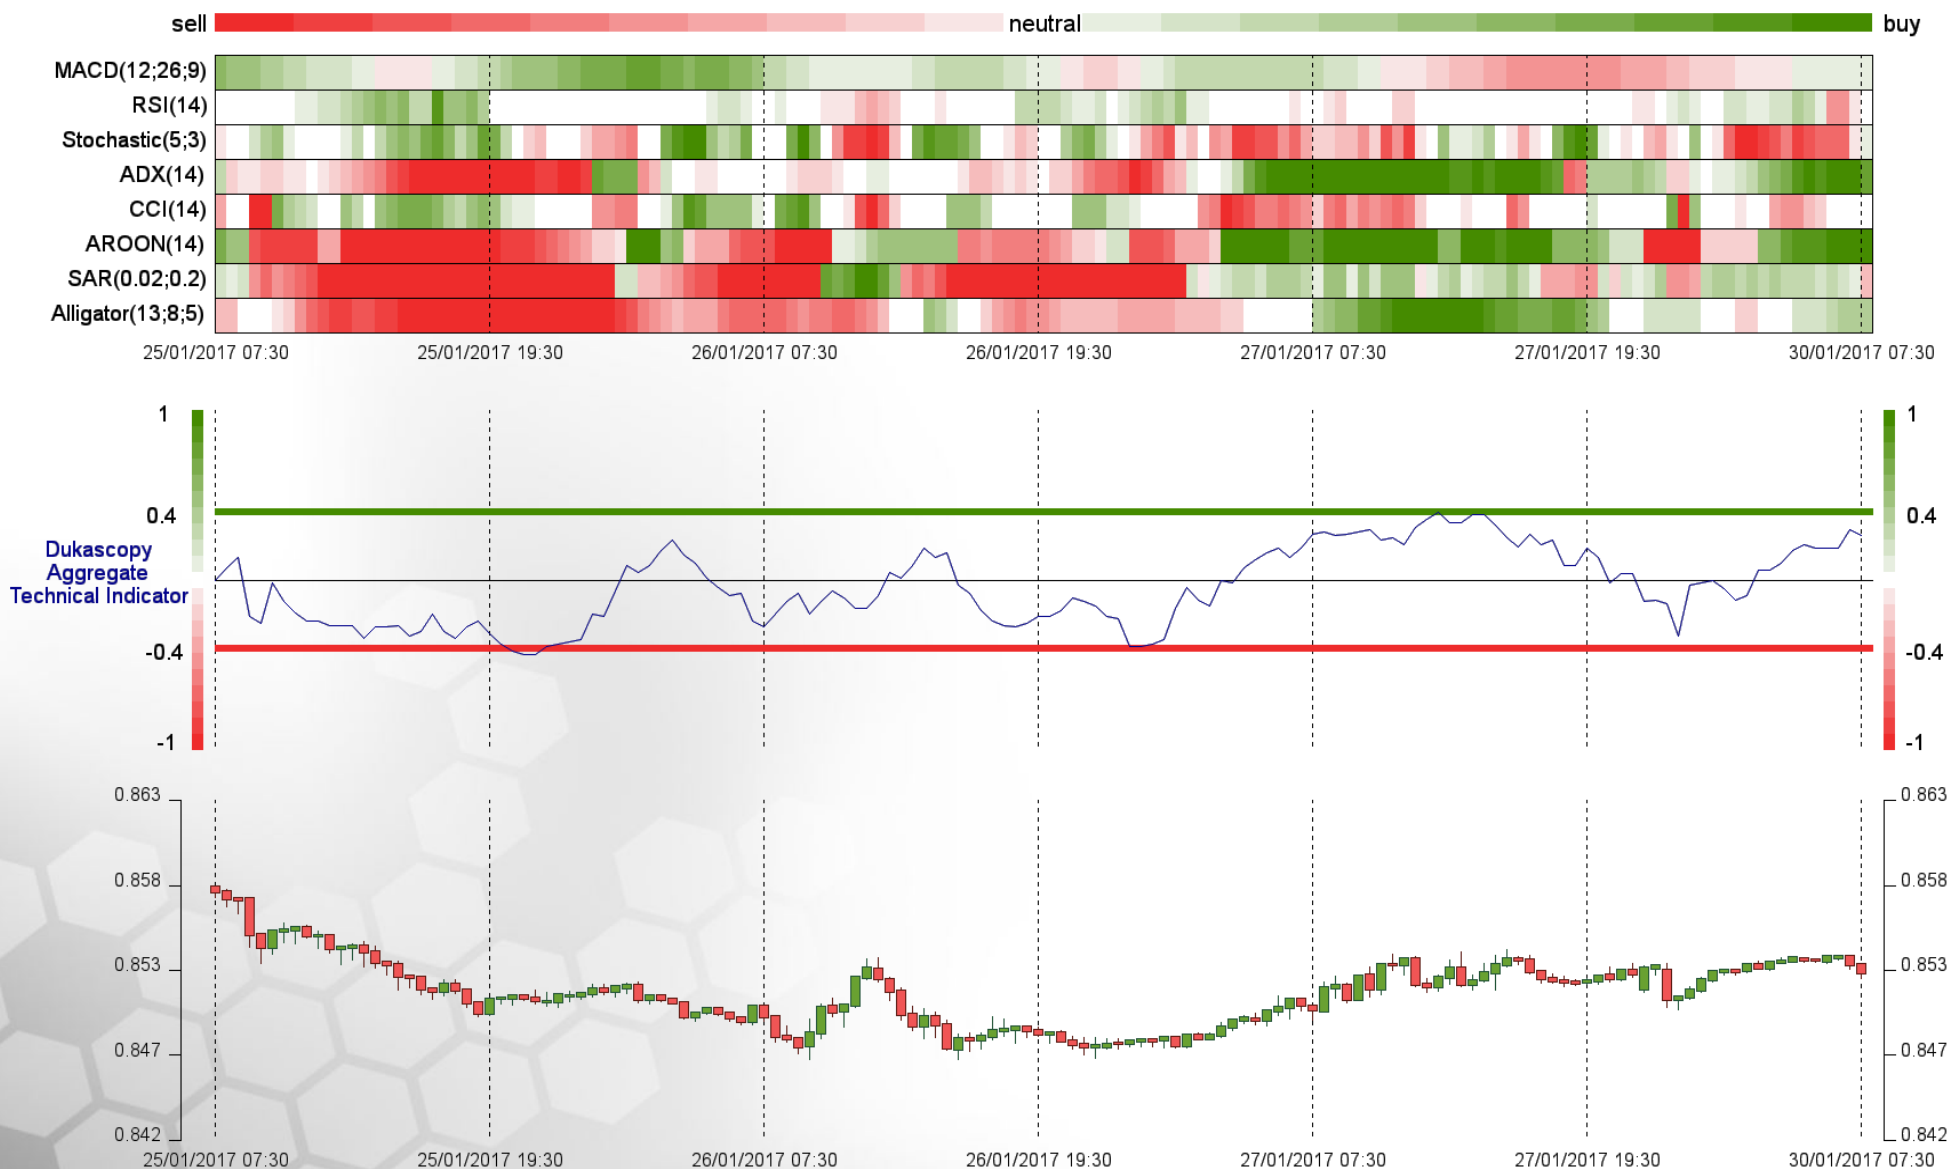 sell neutral buy
MACD(12;26;9)
RSI(14)
Stochastic(5;3)
ADX(14)
CCI(14)
AROON(14)
SAR(0.02;0.2)
Alligator(13;8;5)
25/01/2017 07:30 25/01/2017 19:30 26/01/2017 07:30 26/01/2017 19:30 27/01/2017 07:30 27/01/2017 19:30 30/01/2017 07:30
1 1
0.4 0.4
Dukascopy
Aggregate
Technical Indicator
-0.4 -0.4
-1 -1
0.863 0.863
0.858 0.858
0.853 0.853
0.847 0.847
0.842 0.842
25/01/2017 07:30 25/01/2017 19:30 26/01/2017 07:30 26/01/2017 19:30 27/01/2017 07:30 27/01/2017 19:30 30/01/2017 07:30